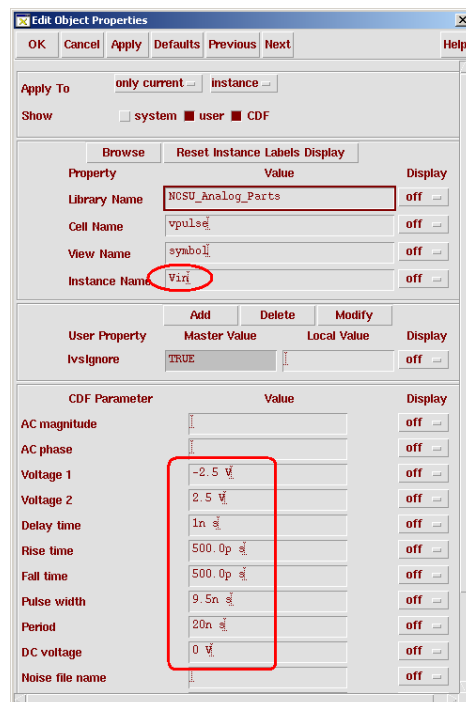 Edit Object Properties
OK Cancel Apply Defaults Previous Next Help
Apply To only current instance
Show system user CDF
Browse Reset Instance Labels Display
Property Value Display
Library Name NCSU_Analog_Parts off
Cell Name vpulse off
View Name symbol off
Instance Name Vin off
Add Delete Modify
User Property Master Value Local Value Display
lvsIgnore TRUE off
CDF Parameter Value Display
AC magnitude off
AC phase off
Voltage 1 -2.5 V off
Voltage 2 2.5 V off
Delay time 1n s off
Rise time 500.0p s off
Fall time 500.0p s off
Pulse width 9.5n s off
Period 20n s off
DC voltage 0 V off
Noise file name off